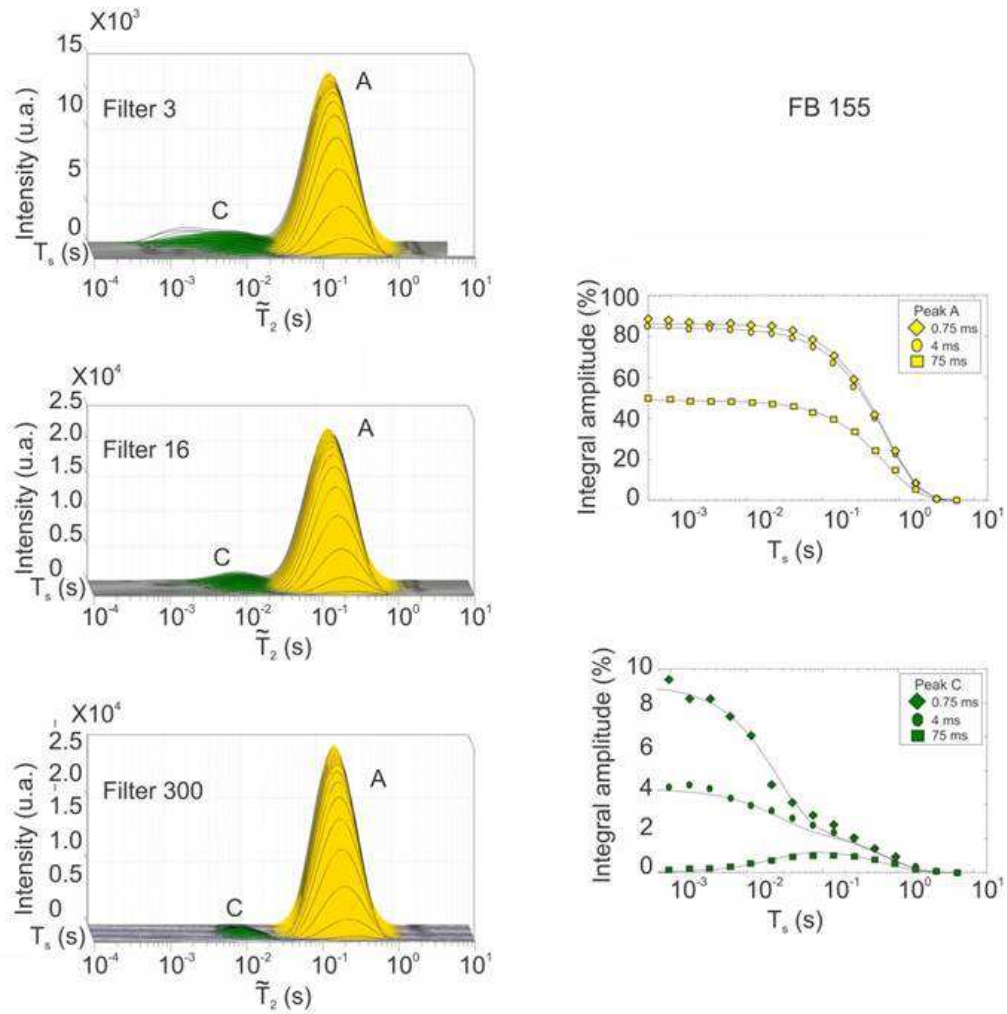 X10³
15
10
5
0
Intensity (u.a.)
Filter 3
A
C
Tₛ (s)
10⁻⁴ 10⁻³ 10⁻² 10⁻¹ 10⁰ 10¹
T̃₂ (s)
X10⁴
2.5
2.0
1.5
1.0
0.5
0
Intensity (u.a.)
Filter 16
A
C
Tₛ (s)
10⁻⁴ 10⁻³ 10⁻² 10⁻¹ 10⁰ 10¹
T̃₂ (s)
X10⁴
2.5
2.0
0.5
1.0
0.5
0
Intensity (u.a.)
Filter 300
A
C
Tₛ (s)
10⁻⁴ 10⁻³ 10⁻² 10⁻¹ 10⁰ 10¹
T̃₂ (s)
FB 155
100
80
60
40
20
0
Integral amplitude (%)
Peak A
0.75 ms
4 ms
75 ms
10⁻³ 10⁻² 10⁻¹ 10⁰ 10¹
Tₛ (s)
10
8
6
4
2
0
Integral amplitude (%)
Peak C
0.75 ms
4 ms
75 ms
10⁻³ 10⁻² 10⁻¹ 10⁰ 10¹
Tₛ (s)